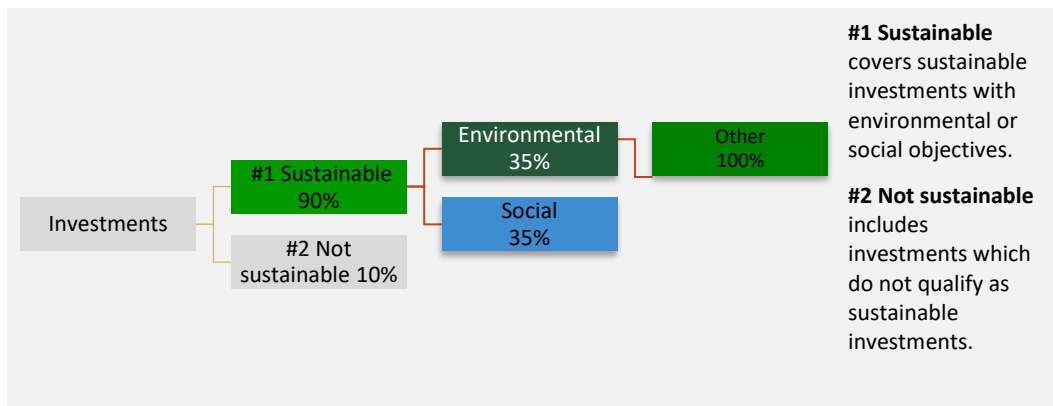 Investments
#1 Sustainable
90%
#2 Not
sustainable 10%
Environmental
35%
Social
35%
Other
100%
#1 Sustainable
covers sustainable
investments with
environmental or
social objectives.
#2 Not sustainable
includes
investments which
do not qualify as
sustainable
investments.